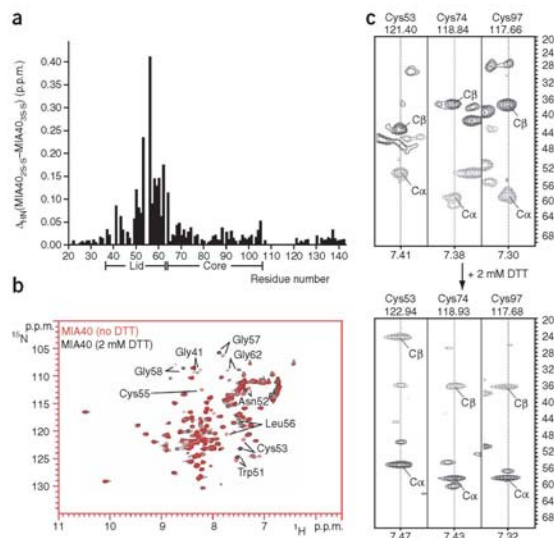 a
Δ_HN(MIA40_2S-S–MIA40_3S-S) (p.p.m.)
0.40
0.35
0.30
0.25
0.20
0.15
0.10
0.05
0.00
20 30 40 50 60 70 80 90 100 110 120 130 140
Lid Core
Residue number
b
15N p.p.m.
MIA40 (no DTT)
MIA40 (2 mM DTT)
Gly57
Gly41
Gly62
Gly58
Cys55
Asn52
Leu56
Cys53
Trp51
105
110
115
120
125
130
11 10 9 8 7
1H p.p.m.
c
Cys53 Cys74 Cys97
121.40 118.84 117.66
20
28
36
44
52
60
68
76
80
Cβ Cβ Cβ
Cα Cα Cα
7.41 7.38 7.30
+ 2 mM DTT
Cys53 Cys74 Cys97
122.94 118.93 117.68
20
24
28
32
36
40
44
48
52
56
60
64
68
72
76
80
Cβ Cβ Cβ
Cα Cα Cα
7.47 7.43 7.32